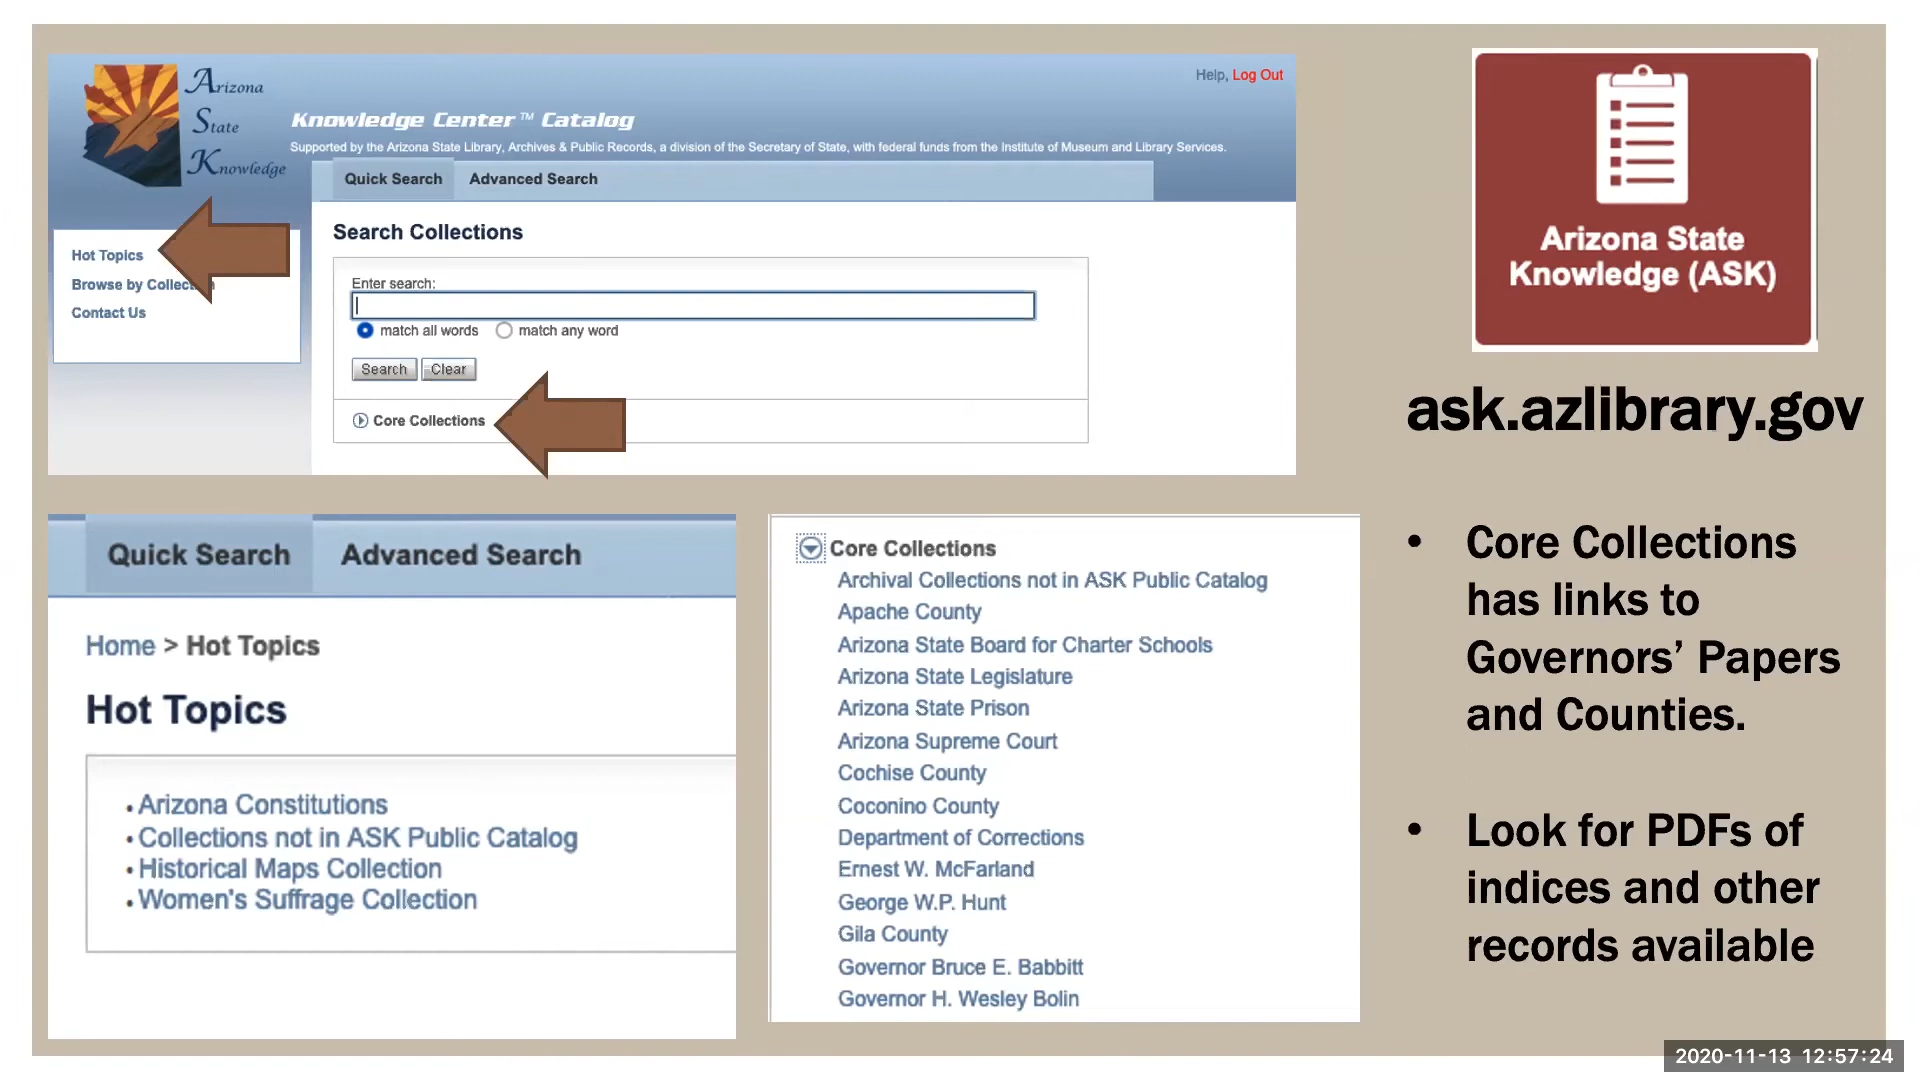 Arizona
State
Knowledge
Help, Log Out
Knowledge Center™ Catalog
Supported by the Arizona State Library, Archives & Public Records, a division of the Secretary of State, with federal funds from the Institute of Museum and Library Services.
Quick Search Advanced Search
Hot Topics
Browse by Collec n
Contact Us
Search Collections
Enter search:
match all words match any word
Search Clear
Core Collections
Arizona State
Knowledge (ASK)
ask.azlibrary.gov
Quick Search Advanced Search
Home > Hot Topics
Hot Topics
• Arizona Constitutions
• Collections not in ASK Public Catalog
• Historical Maps Collection
• Women's Suffrage Collection
Core Collections
Archival Collections not in ASK Public Catalog
Apache County
Arizona State Board for Charter Schools
Arizona State Legislature
Arizona State Prison
Arizona Supreme Court
Cochise County
Coconino County
Department of Corrections
Ernest W. McFarland
George W.P. Hunt
Gila County
Governor Bruce E. Babbitt
Governor H. Wesley Bolin
• Core Collections
has links to
Governors’ Papers
and Counties.
• Look for PDFs of
indices and other
records available
2020-11-13 12:57:24